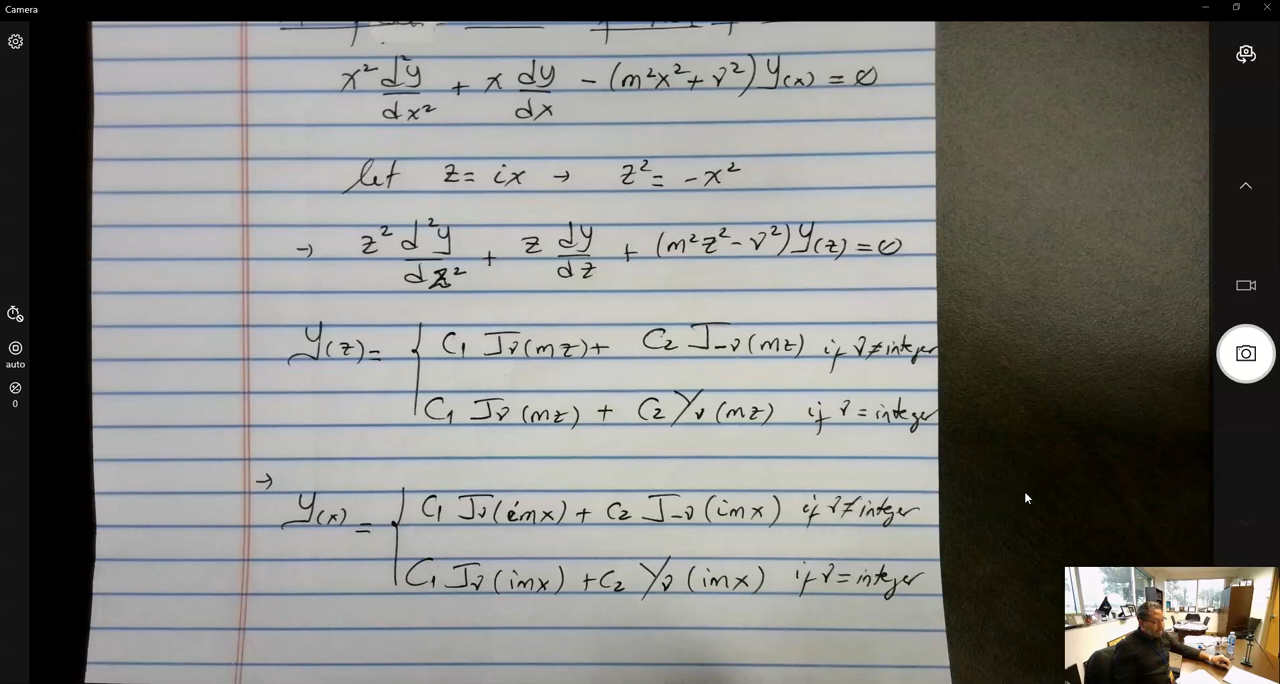 Camera
x² d²y/dx² + x dy/dx - (m²x² + ν²) y(x) = 0
let z = ix → z² = -x²
→ z² d²y/dz² + z dy/dz + (m²z² - ν²) y(z) = 0
y(z) = { C₁ Jν(mz) + C₂ J-ν(mz) if ν ≠ integer
C₁ Jν(mz) + C₂ Yν(mz) if ν = integer
→
y(x) = { C₁ Jν(imx) + C₂ J-ν(imx) if ν ≠ integer
C₁ Jν(imx) + C₂ Yν(imx) if ν = integer
auto
0